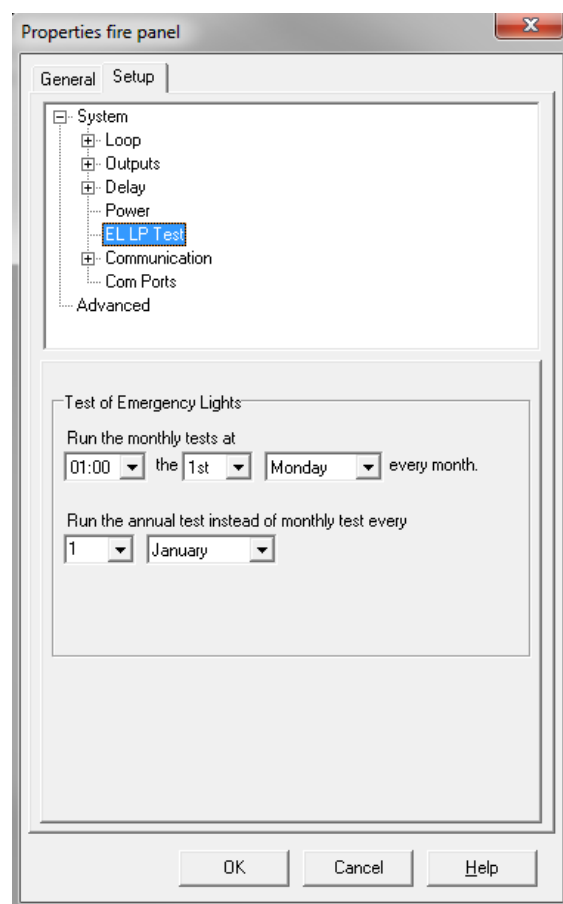 Properties fire panel
General Setup
System
Loop
Outputs
Delay
Power
EL LP Test
Communication
Com Ports
Advanced
Test of Emergency Lights
Run the monthly tests at
01:00 the 1st Monday every month.
Run the annual test instead of monthly test every
1 January
OK Cancel Help